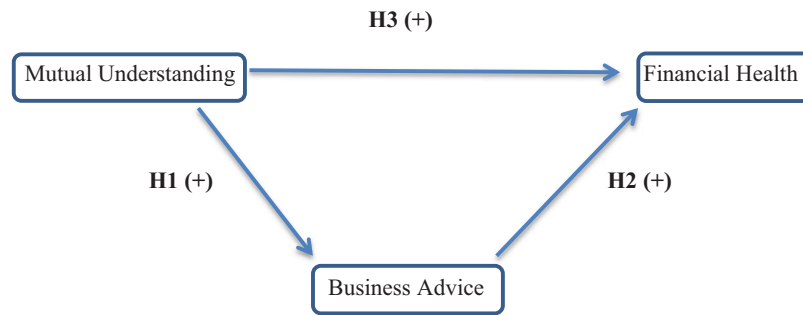 H3 (+)
Mutual Understanding
Financial Health
H1 (+)
H2 (+)
Business Advice